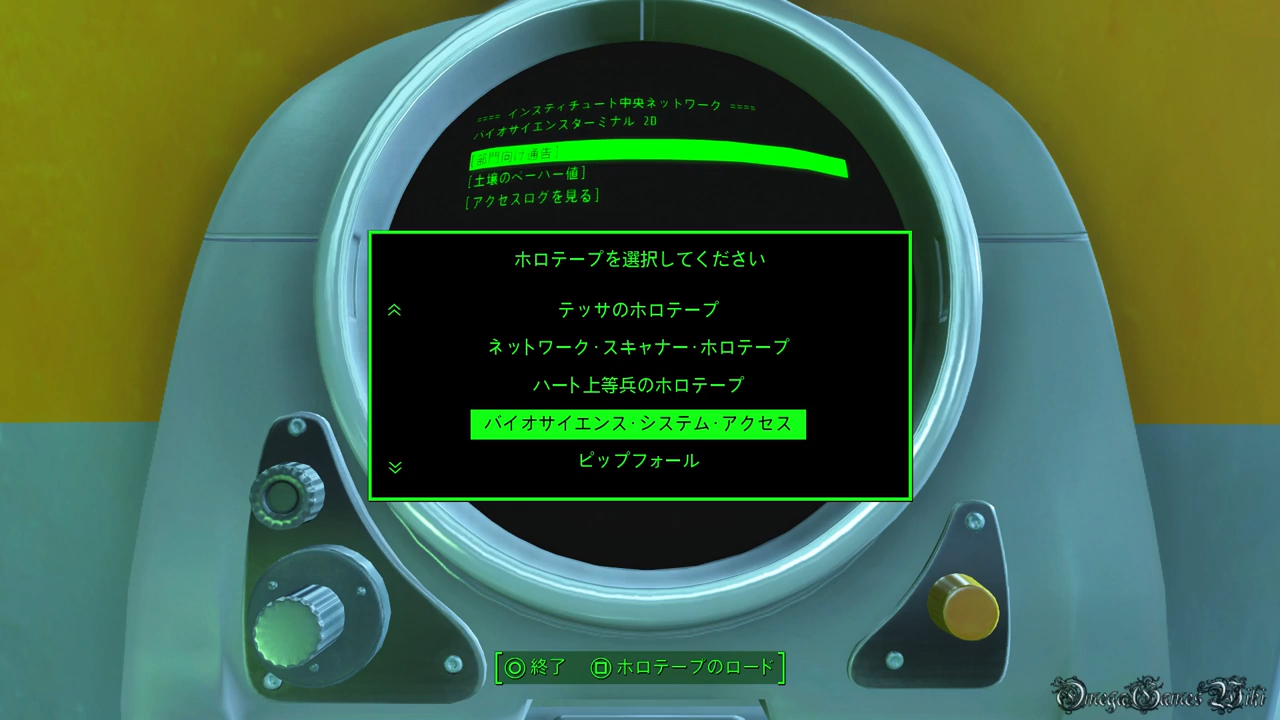 ==== インスティチュート中央ネットワーク ====
バイオサイエンスターミナル 2D
[部門向け通告]
[土壌のペーハー値]
[アクセスログを見る]
ホロテープを選択してください
テッサのホロテープ
ネットワーク·スキャナー·ホロテープ
ハート上等兵のホロテープ
バイオサイエンス·システム·アクセス
ピップフォール
[◎終了 ▣ホロテープのロード]
OmegaGames Wiki